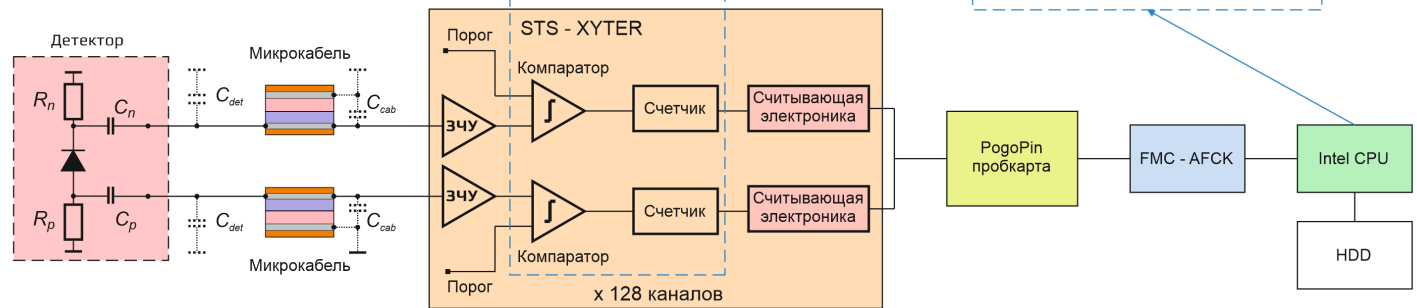 Детектор
Rn
Cn
Rp
Cp
Cdet
Cdet
Микрокабель
Ccab
Ccab
Микрокабель
STS - XYTER
Порог
Компаратор
ЗЧУ
Счетчик
Считывающая
электроника
ЗЧУ
Счетчик
Считывающая
электроника
Компаратор
Порог
x 128 каналов
PogoPin
пробкарта
FMC - AFCK
Intel CPU
HDD